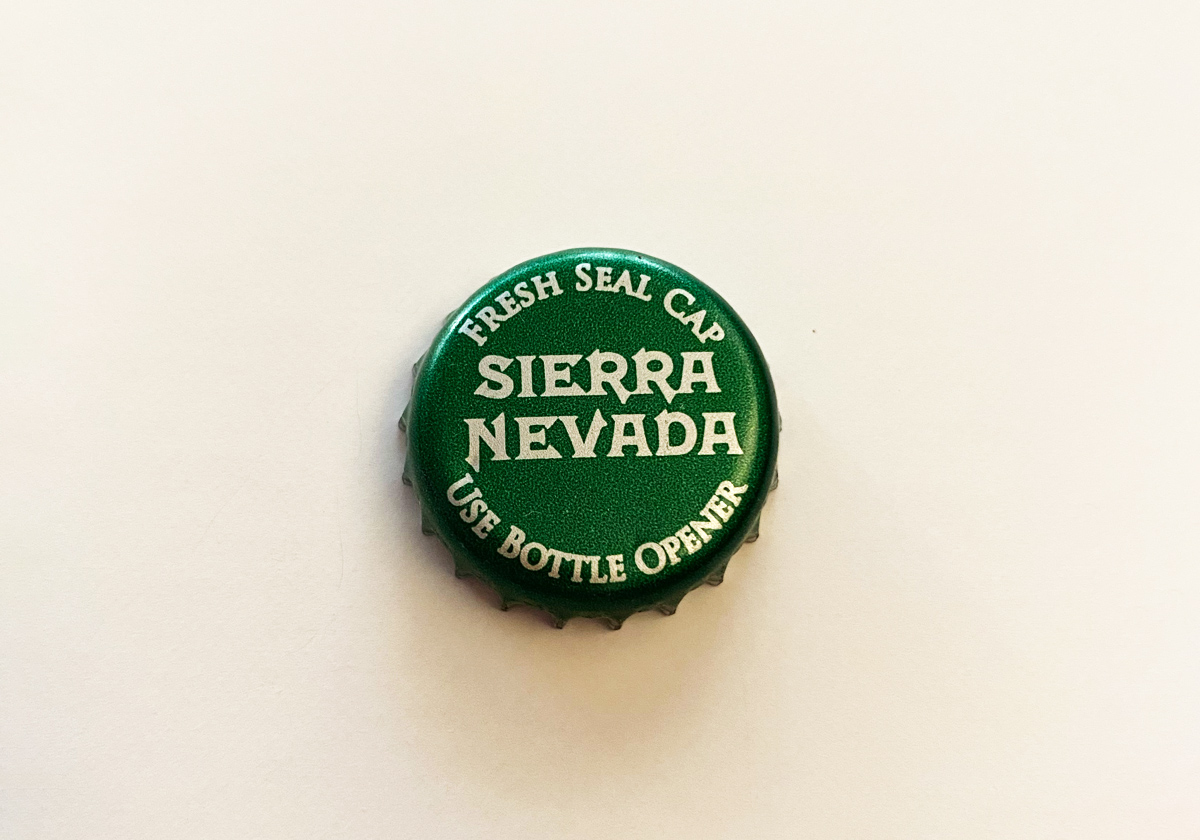 Fresh Seal Cap
SIERRA
NEVADA
Use Bottle Opener